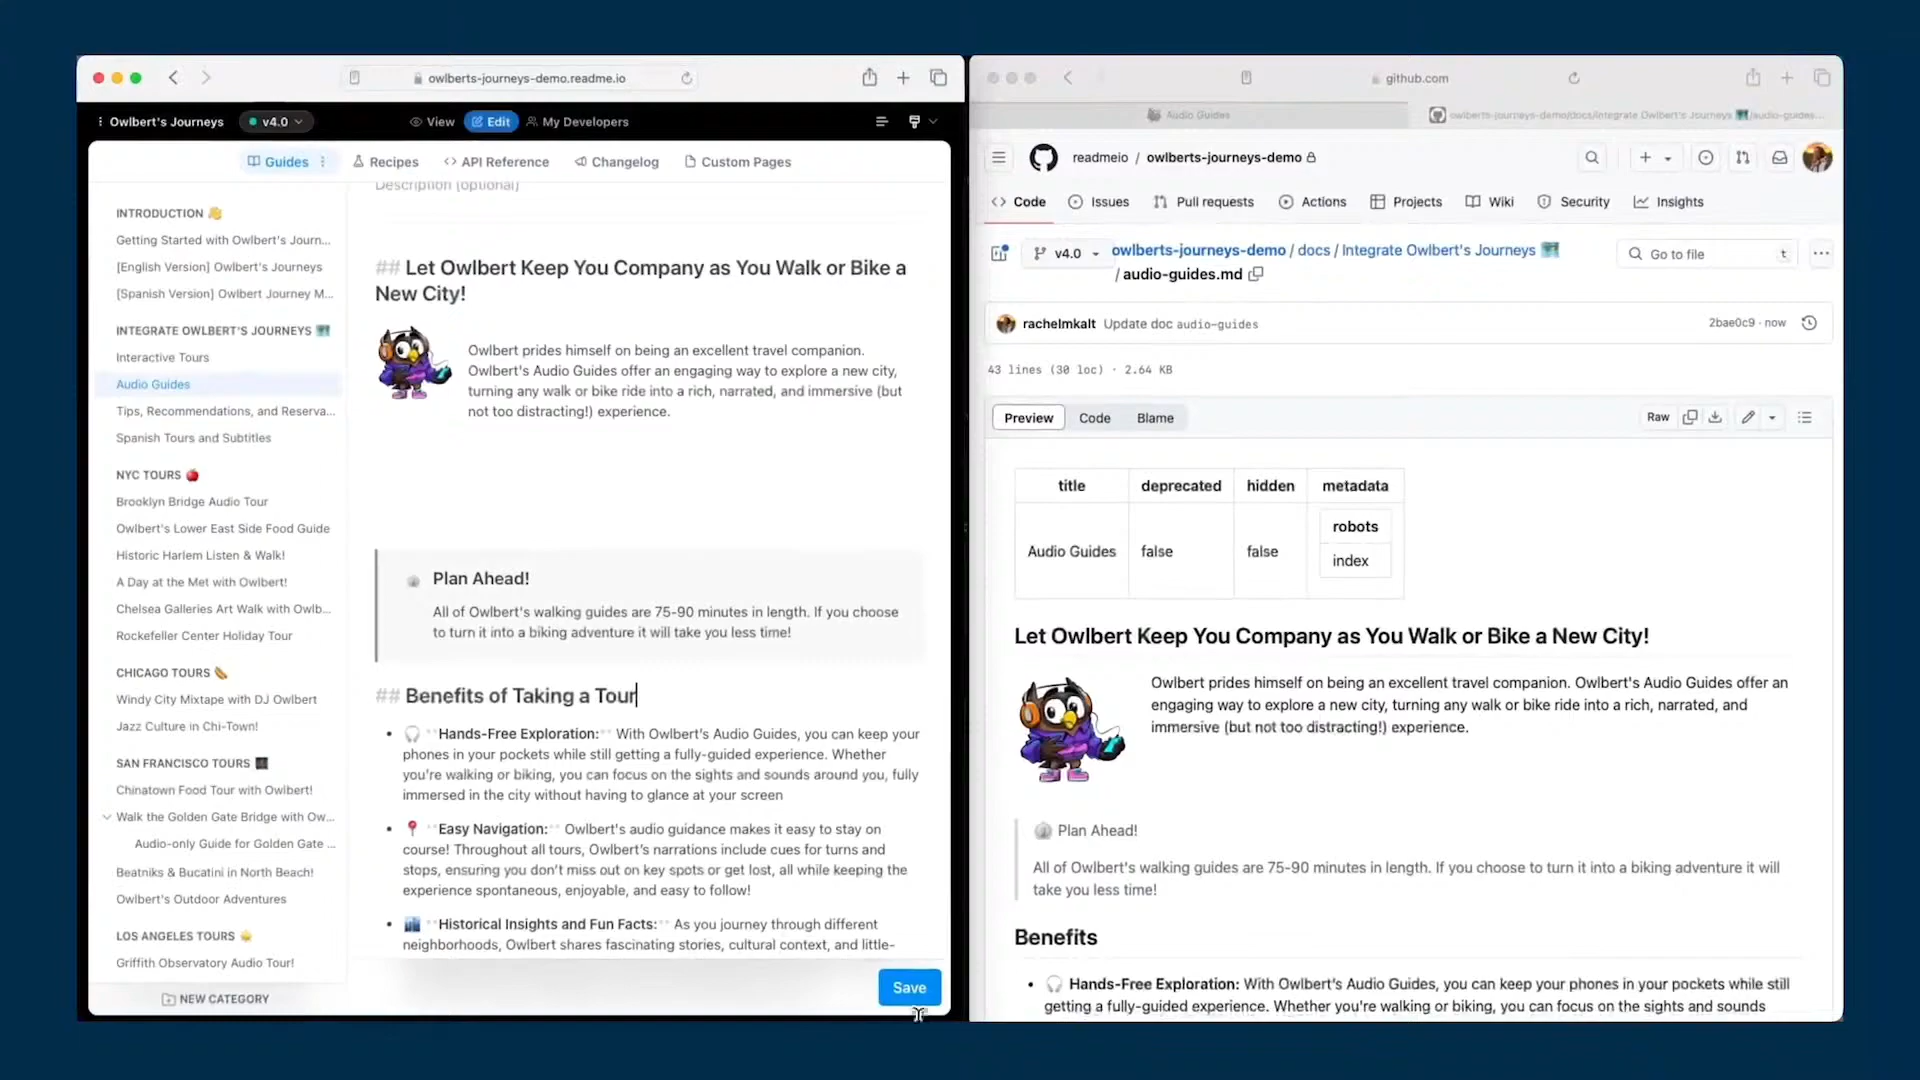 owlberts-journeys-demo.readme.io
Owlbert's Journeys
v4.0
View
Edit
My Developers
Guides
Recipes
API Reference
Changelog
Custom Pages
INTRODUCTION 👋
Getting Started with Owlbert's Journ...
[English Version] Owlbert's Journeys
[Spanish Version] Owlbert Journey M...
INTEGRATE OWLBERT'S JOURNEYS
Interactive Tours
Audio Guides
Tips, Recommendations, and Reserva...
Spanish Tours and Subtitles
NYC TOURS 🍎
Brooklyn Bridge Audio Tour
Owlbert's Lower East Side Food Guide
Historic Harlem Listen & Walk!
A Day at the Met with Owlbert!
Chelsea Galleries Art Walk with Owlb...
Rockefeller Center Holiday Tour
CHICAGO TOURS 🌭
Windy City Mixtape with DJ Owlbert
Jazz Culture in Chi-Town!
SAN FRANCISCO TOURS
Chinatown Food Tour with Owlbert!
Walk the Golden Gate Bridge with Ow...
Audio-only Guide for Golden Gate ...
Beatniks & Bucatini in North Beach!
Owlbert's Outdoor Adventures
LOS ANGELES TOURS
Griffith Observatory Audio Tour!
NEW CATEGORY
Description (optional)
## Let Owlbert Keep You Company as You Walk or Bike a
New City!
Owlbert prides himself on being an excellent travel companion.
Owlbert's Audio Guides offer an engaging way to explore a new city,
turning any walk or bike ride into a rich, narrated, and immersive (but
not too distracting!) experience.
Plan Ahead!
All of Owlbert's walking guides are 75-90 minutes in length. If you choose
to turn it into a biking adventure it will take you less time!
## Benefits of Taking a Tour
• 🎧 **Hands-Free Exploration:** With Owlbert's Audio Guides, you can keep your
phones in your pockets while still getting a fully-guided experience. Whether
you're walking or biking, you can focus on the sights and sounds around you, fully
immersed in the city without having to glance at your screen
• 📍 **Easy Navigation:** Owlbert's audio guidance makes it easy to stay on
course! Throughout all tours, Owlbert's narrations include cues for turns and
stops, ensuring you don't miss out on key spots or get lost, all while keeping the
experience spontaneous, enjoyable, and easy to follow!
• 🏙️ **Historical Insights and Fun Facts:** As you journey through different
neighborhoods, Owlbert shares fascinating stories, cultural context, and little-
Save
github.com
Audio Guides
owlberts-journeys-demo/docs/Integrate Owlbert's Journeys /audio-guides...
readmeio / owlberts-journeys-demo
Code
Issues
Pull requests
Actions
Projects
Wiki
Security
Insights
v4.0
owlberts-journeys-demo / docs / Integrate Owlbert's Journeys
/ audio-guides.md
Go to file
t
rachelmkalt Update doc audio-guides
2bae0c9 · now
43 lines (30 loc) · 2.64 KB
Preview
Code
Blame
Raw
title deprecated hidden metadata
robots
Audio Guides false false
index
Let Owlbert Keep You Company as You Walk or Bike a New City!
Owlbert prides himself on being an excellent travel companion. Owlbert's Audio Guides offer an
engaging way to explore a new city, turning any walk or bike ride into a rich, narrated, and
immersive (but not too distracting!) experience.
Plan Ahead!
All of Owlbert's walking guides are 75-90 minutes in length. If you choose to turn it into a biking adventure it will
take you less time!
Benefits
• 🎧 Hands-Free Exploration: With Owlbert's Audio Guides, you can keep your phones in your pockets while still
getting a fully-guided experience. Whether you're walking or biking, you can focus on the sights and sounds